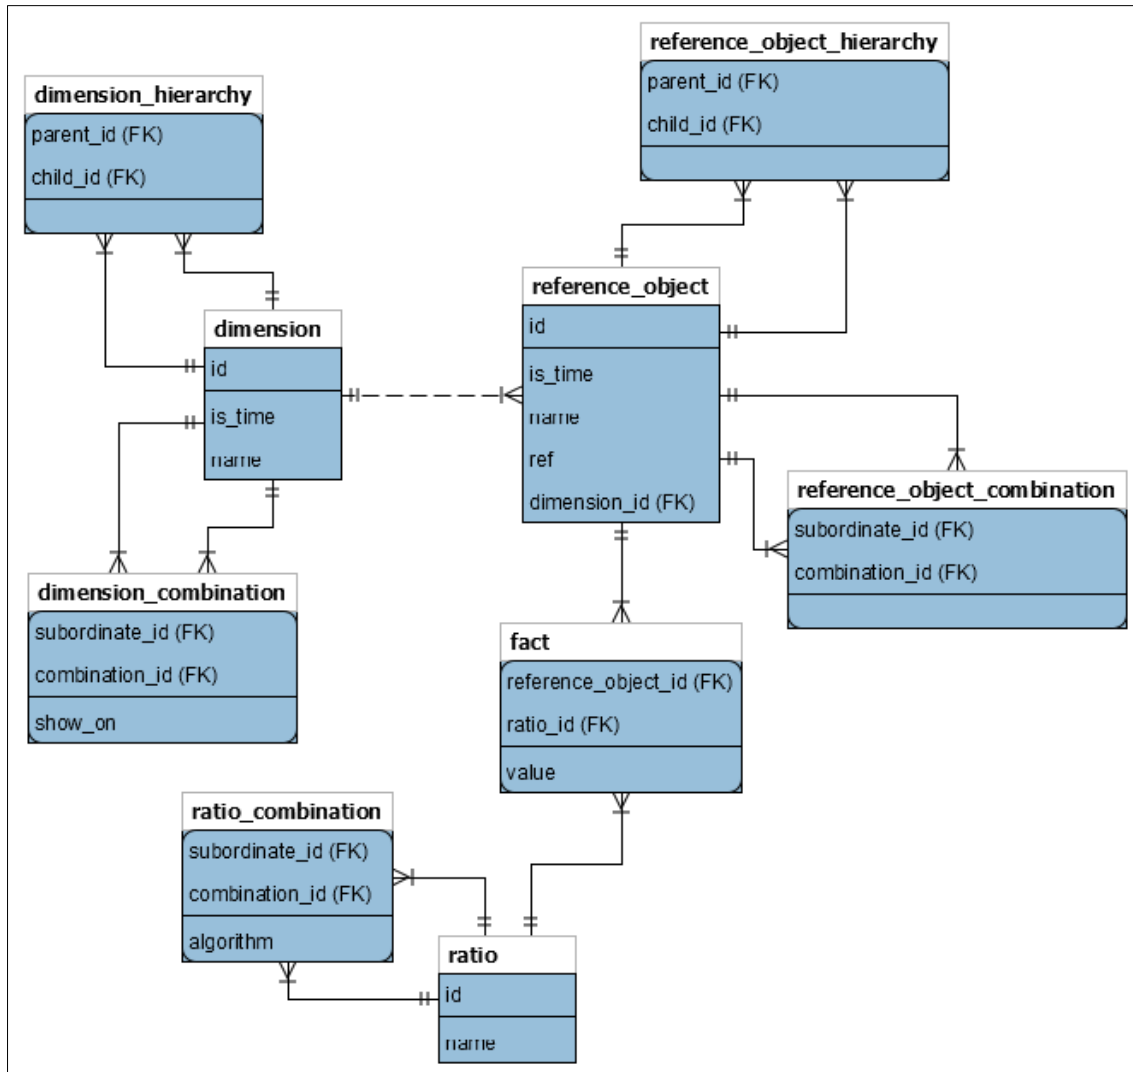 reference_object_hierarchy
parent_id (FK)
child_id (FK)
dimension_hierarchy
parent_id (FK)
child_id (FK)
reference_object
id
is_time
name
ref
dimension_id (FK)
dimension
id
is_time
name
reference_object_combination
subordinate_id (FK)
combination_id (FK)
dimension_combination
subordinate_id (FK)
combination_id (FK)
show_on
fact
reference_object_id (FK)
ratio_id (FK)
value
ratio_combination
subordinate_id (FK)
combination_id (FK)
algorithm
ratio
id
name